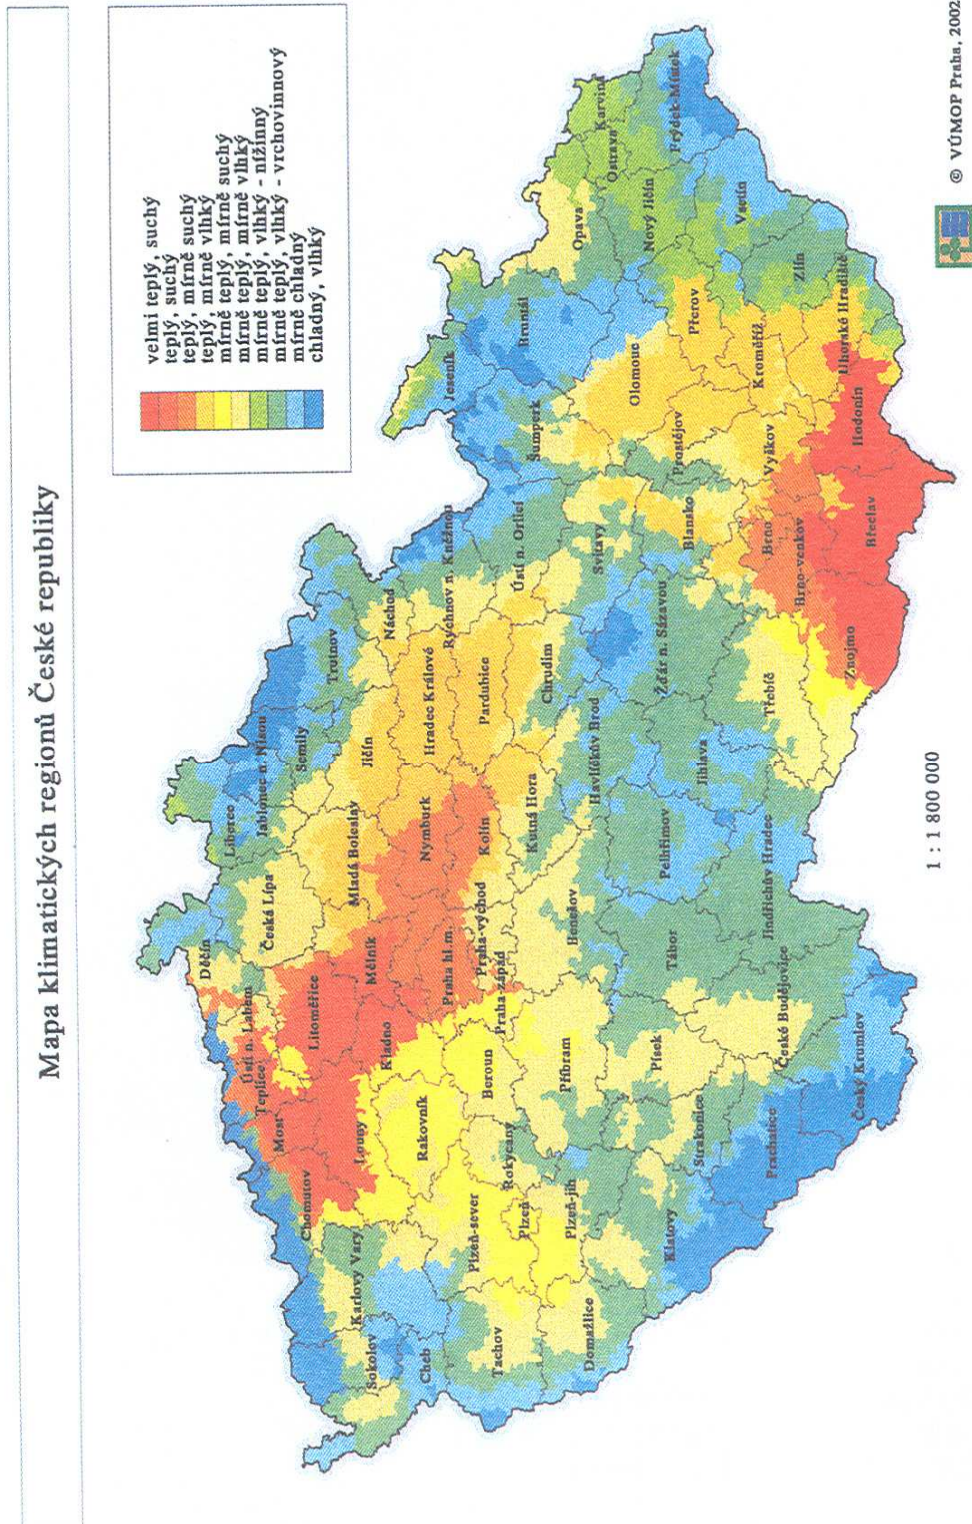 Mapa klimatických regionů České republiky
velmi teplý, suchý
teplý, suchý
teplý, mírně suchý
teplý, mírně vlhký
mírně teplý, mírně suchý
mírně teplý, mírně vlhký
mírně teplý, vlhký - nížinný
mírně teplý, vlhký - vrchovinnový
mírně chladný
chladný, vlhký
Děčín
Liberec
Jablonec n. Nisou
Ústí n. Labem
Teplice
Česká Lípa
Semily
Trutnov
Most
Litoměřice
Chomutov
Louny
Mělník
Mladá Boleslav
Jičín
Náchod
Jeseník
Karlovy Vary
Sokolov
Cheb
Kladno
Rakovník
Praha hl.m.
Praha-východ
Praha-západ
Nymburk
Kolín
Hradec Králové
Rychnov n. Kněžnou
Pardubice
Ústí n. Orlicí
Šumperk
Bruntál
Opava
Ostrava
Karviná
Frýdek-Místek
Nový Jičín
Tachov
Plzeň-sever
Plzeň
Plzeň-jih
Rokycany
Beroun
Příbram
Benešov
Kutná Hora
Chrudim
Svitavy
Olomouc
Přerov
Vsetín
Domažlice
Klatovy
Strakonice
Písek
Tábor
Pelhřimov
Havlíčkův Brod
Žďár n. Sázavou
Blansko
Prostějov
Kroměříž
Zlín
Prachatice
Český Krumlov
České Budějovice
Jindřichův Hradec
Jihlava
Třebíč
Brno
Brno-venkov
Vyškov
Uherské Hradiště
Znojmo
Břeclav
Hodonín
1 : 1 800 000
© VÚMOP Praha, 2002